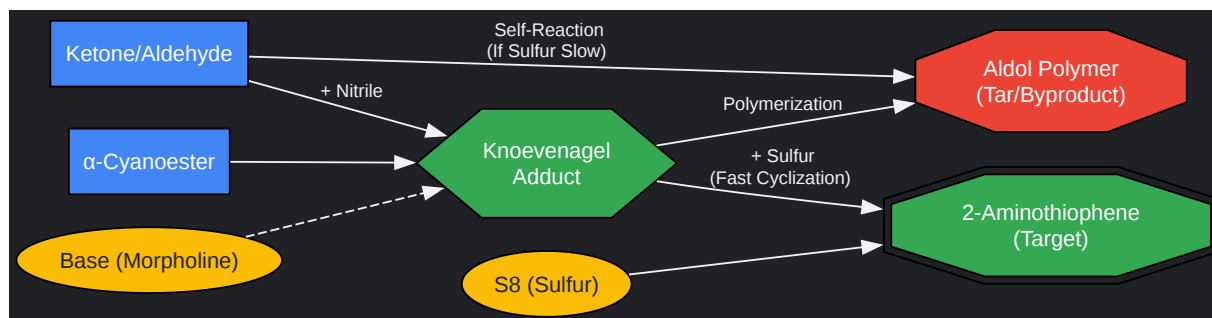 Ketone/Aldehyde
Self-Reaction
(If Sulfur Slow)
Aldol Polymer
(Tar/Byproduct)
+ Nitrile
Polymerization
α-Cyanoester
Knoevenagel
Adduct
+ Sulfur
(Fast Cyclization)
2-Aminothiophene
(Target)
Base (Morpholine)
S8 (Sulfur)